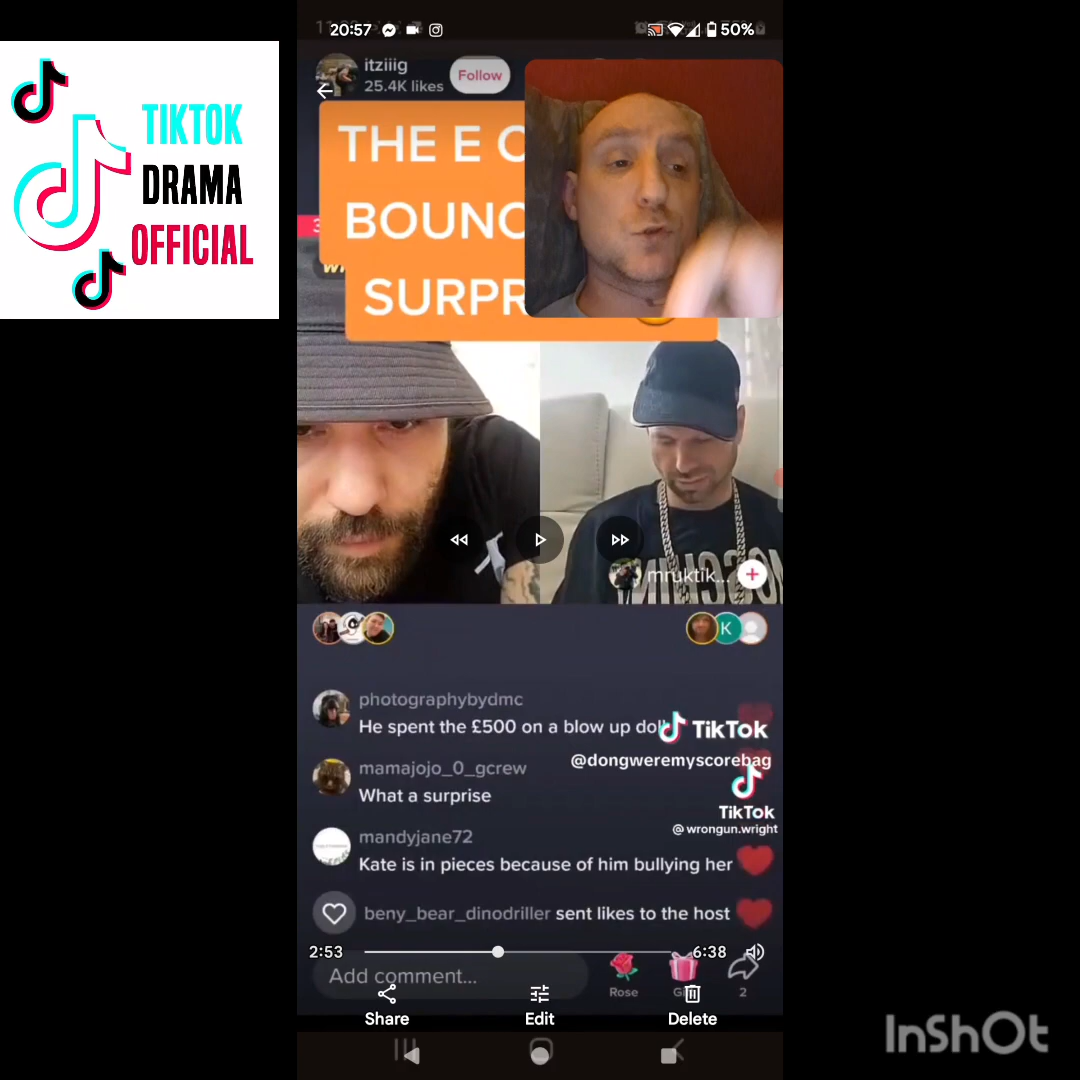 20:57
50%
TIKTOK
DRAMA
OFFICIAL
itziiig
25.4K likes
Follow
THE E
BOUNC
SURPR
mruktik...
K
photographybydmc
He spent the £500 on a blow up doll
TikTok
@dongweremyscorebag
mamajojo_0_gcrew
What a surprise
TikTok
@wrongun.wright
mandyjane72
Kate is in pieces because of him bullying her
beny_bear_dinodriller sent likes to the host
2:53
6:38
Add comment...
Rose
2
Share
Edit
Delete
InShOt